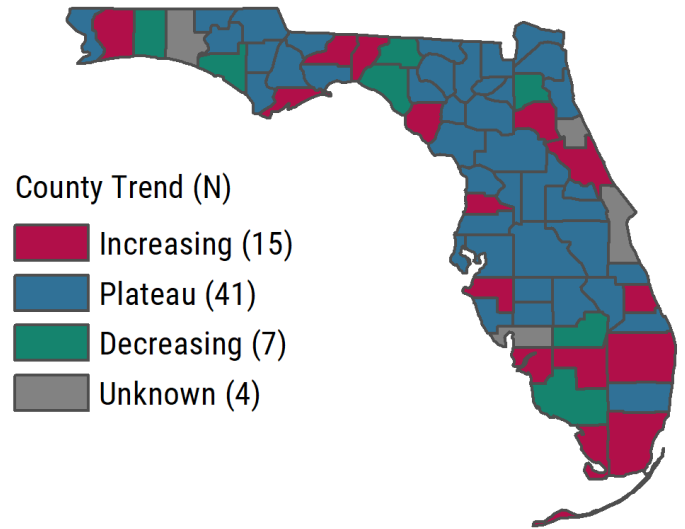 County Trend (N)
Increasing (15)
Plateau (41)
Decreasing (7)
Unknown (4)